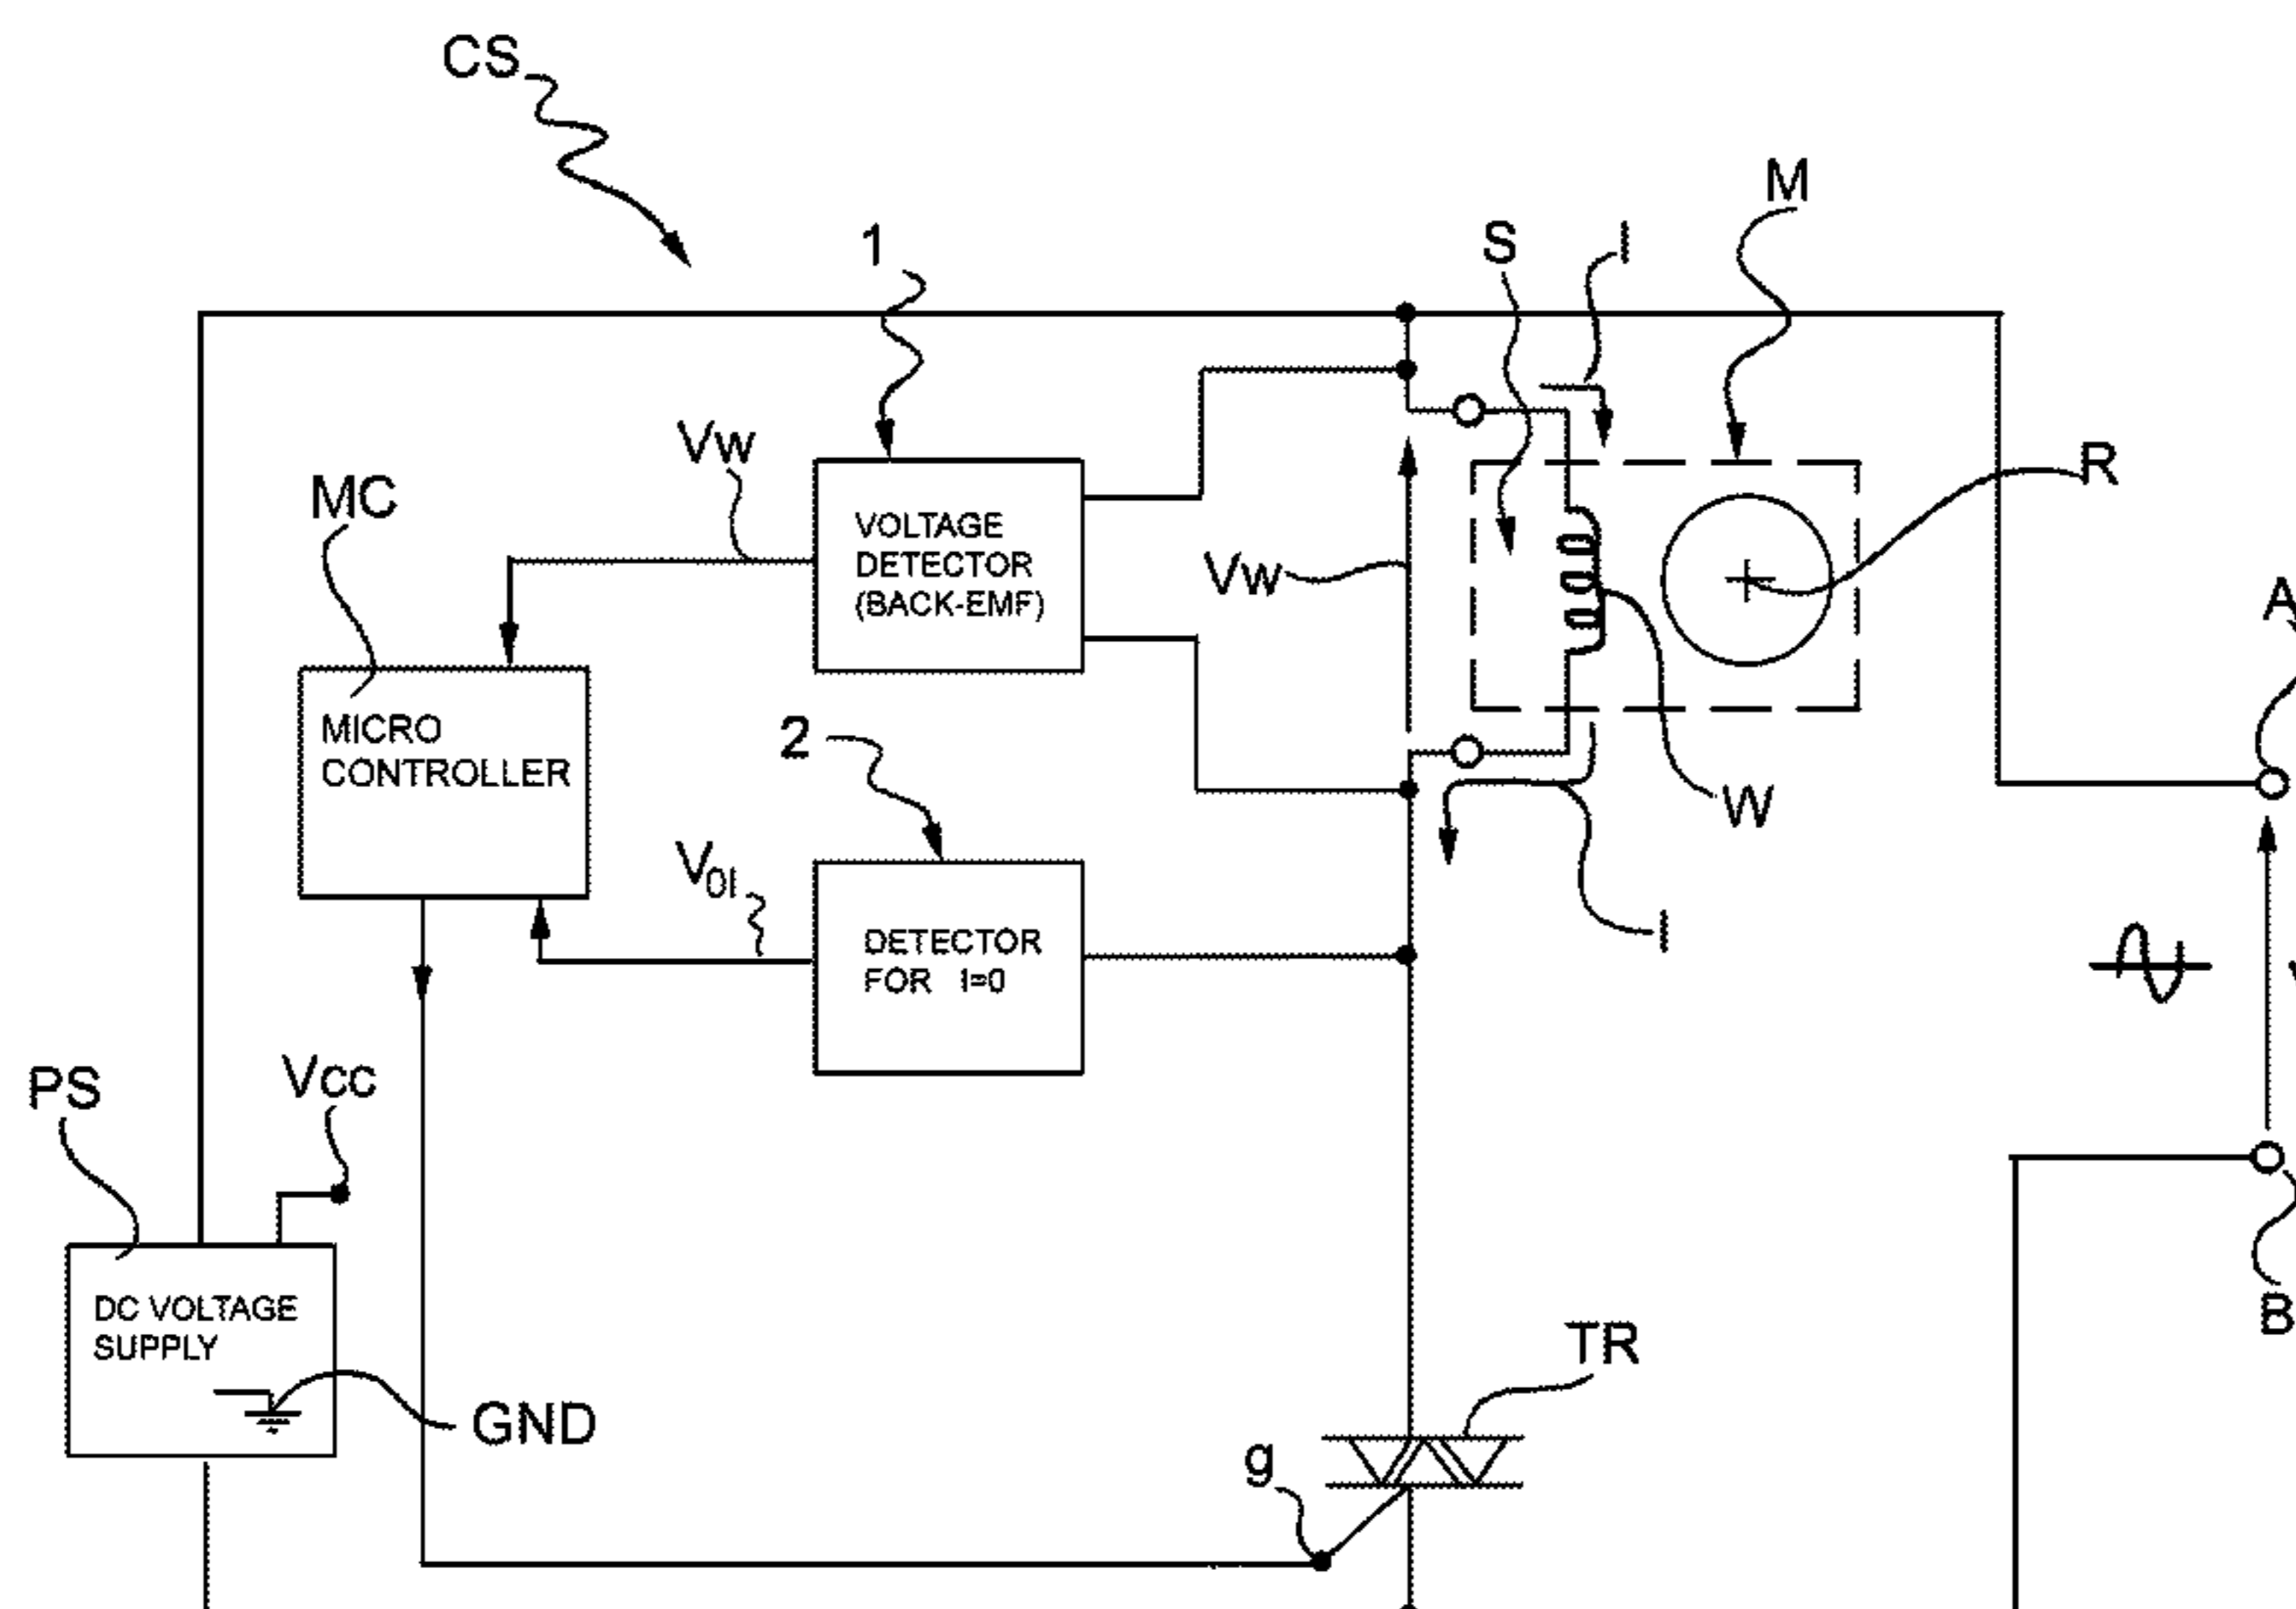 CS
M
S
I
1
R
Vw
MC
VOLTAGE
DETECTOR
(BACK-EMF)
Vw
A
MICRO
CONTROLLER
2
W
V0I
I
DETECTOR
FOR I=0
PS
Vcc
DC VOLTAGE
SUPPLY
B
TR
GND
g